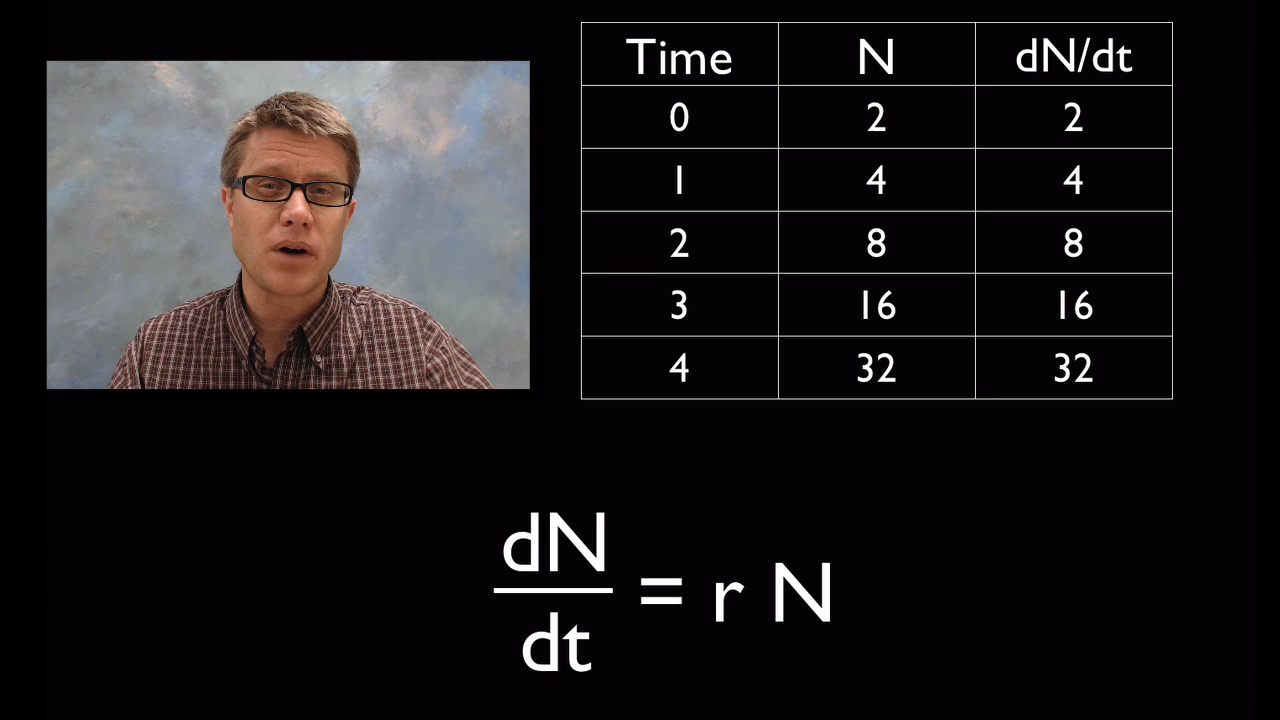 Time N dN/dt
0 2 2
1 4 4
2 8 8
3 16 16
4 32 32
dN
dt
= r N